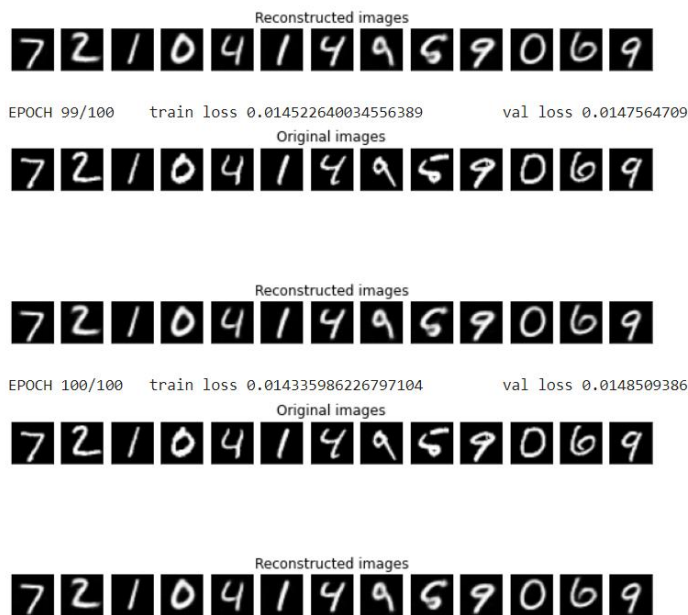 Reconstructed images
7 2 1 0 4 1 4 9 5 9 0 6 9
EPOCH 99/100 train loss 0.014522640034556389 val loss 0.0147564709
Original images
7 2 1 0 4 1 4 9 5 9 0 6 9
Reconstructed images
7 2 1 0 4 1 4 9 5 9 0 6 9
EPOCH 100/100 train loss 0.014335986226797104 val loss 0.0148509386
Original images
7 2 1 0 4 1 4 9 5 9 0 6 9
Reconstructed images
7 2 1 0 4 1 4 9 5 9 0 6 9